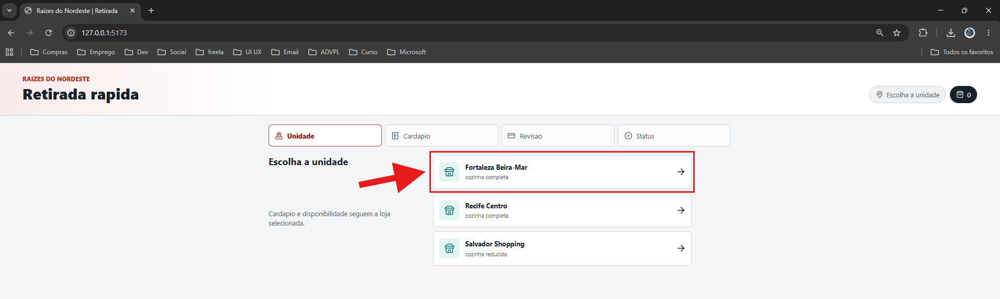 Raizes do Nordeste | Retirada
127.0.0.1:5173
Compras Emprego Dev Social freela UI UX Email ADVPL Curso Microsoft Todos os favoritos
RAIZES DO NORDESTE
Retirada rapida
Escolha a unidade 0
Unidade Cardapio Revisao Status
Escolha a unidade
Cardapio e disponibilidade seguem a loja
selecionada.
Fortaleza Beira-Mar
cozinha completa
Recife Centro
cozinha completa
Salvador Shopping
cozinha reduzida